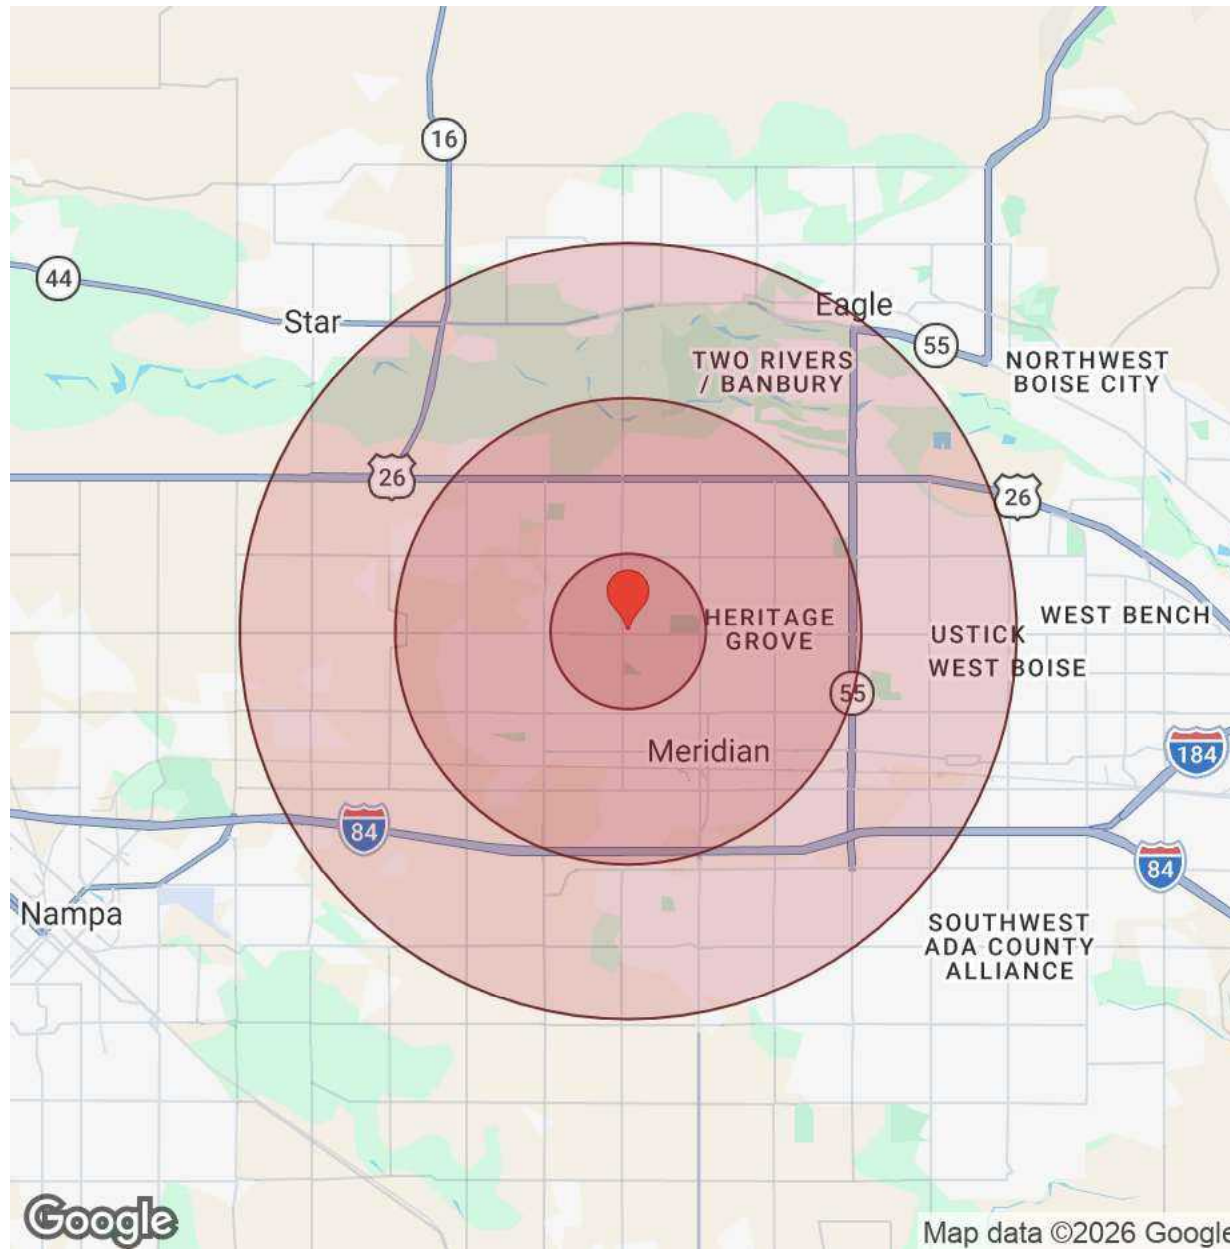 16
44
Star
Eagle
55
TWO RIVERS
/ BANBURY
NORTHWEST
BOISE CITY
26
26
HERITAGE
GROVE
USTICK
WEST BENCH
WEST BOISE
55
Meridian
184
84
84
Nampa
SOUTHWEST
ADA COUNTY
ALLIANCE
Google
Map data ©2026 Google